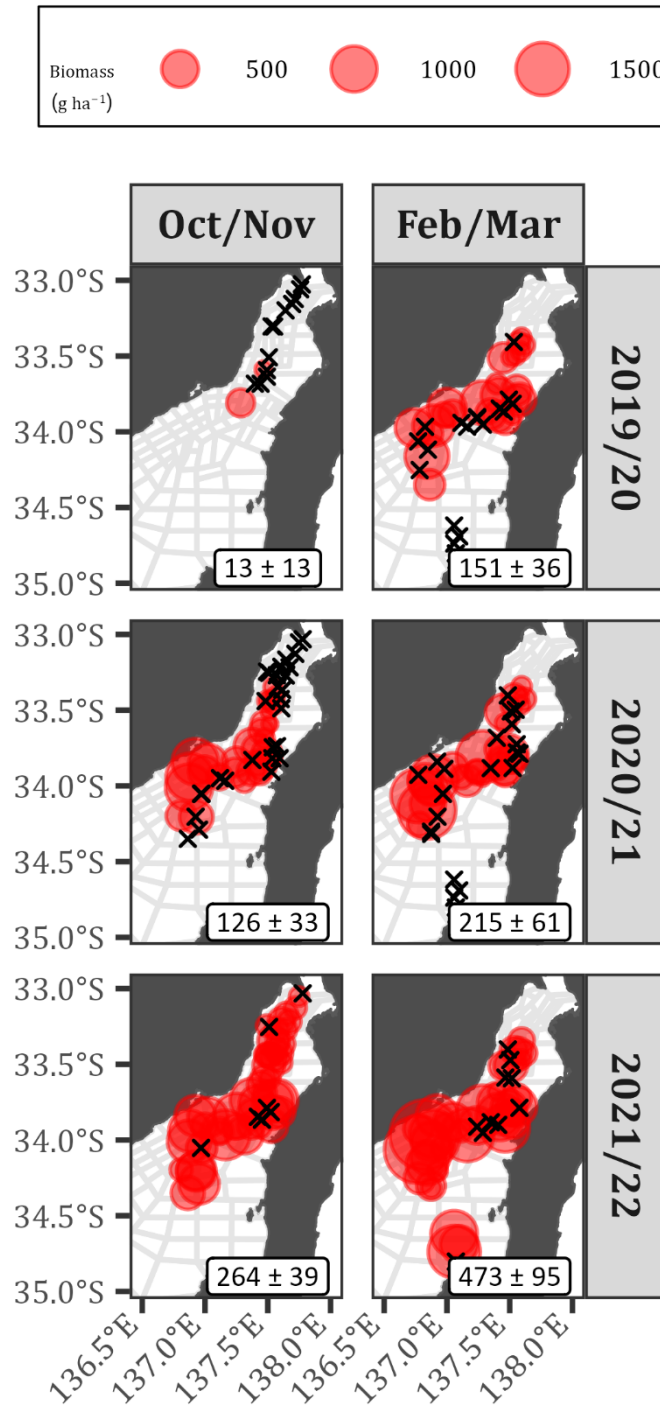 Biomass
(g ha⁻¹)
500 1000 1500
Oct/Nov Feb/Mar
33.0°S
33.5°S
34.0°S
34.5°S
35.0°S
13 ± 13
151 ± 36
2019/20
33.0°S
33.5°S
34.0°S
34.5°S
35.0°S
126 ± 33
215 ± 61
2020/21
33.0°S
33.5°S
34.0°S
34.5°S
35.0°S
264 ± 39
473 ± 95
2021/22
136.5°E 137.0°E 137.5°E 138.0°E 136.5°E 137.0°E 137.5°E 138.0°E